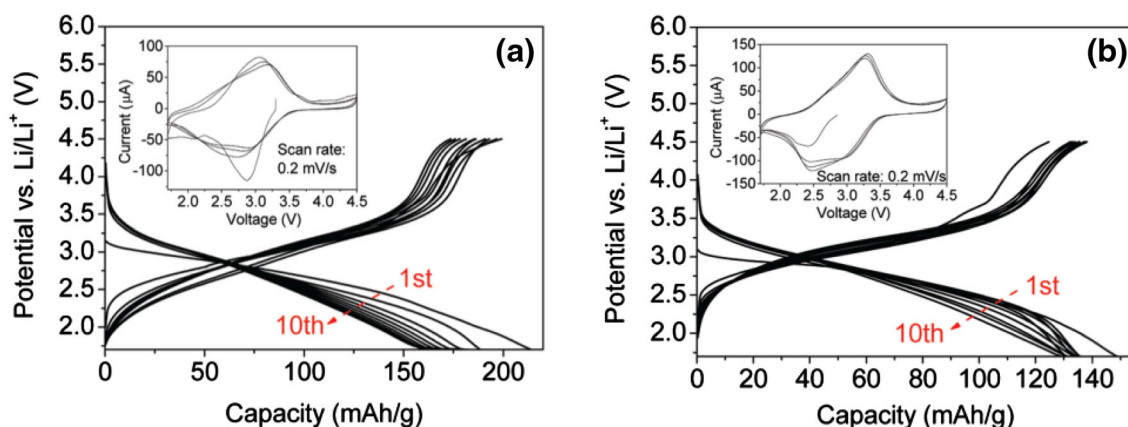 (a)
Potential vs. Li/Li⁺ (V)
6.0
5.5
5.0
4.5
4.0
3.5
3.0
2.5
2.0
0 50 100 150 200
Capacity (mAh/g)
1st
10th
Current (µA)
100
50
0
-50
-100
2.0 2.5 3.0 3.5 4.0 4.5
Voltage (V)
Scan rate:
0.2 mV/s
(b)
Potential vs. Li/Li⁺ (V)
6.0
5.5
5.0
4.5
4.0
3.5
3.0
2.5
2.0
0 20 40 60 80 100 120 140
Capacity (mAh/g)
1st
10th
Current (µA)
150
100
50
0
-50
-100
-150
2.0 2.5 3.0 3.5 4.0 4.5
Voltage (V)
Scan rate: 0.2 mV/s